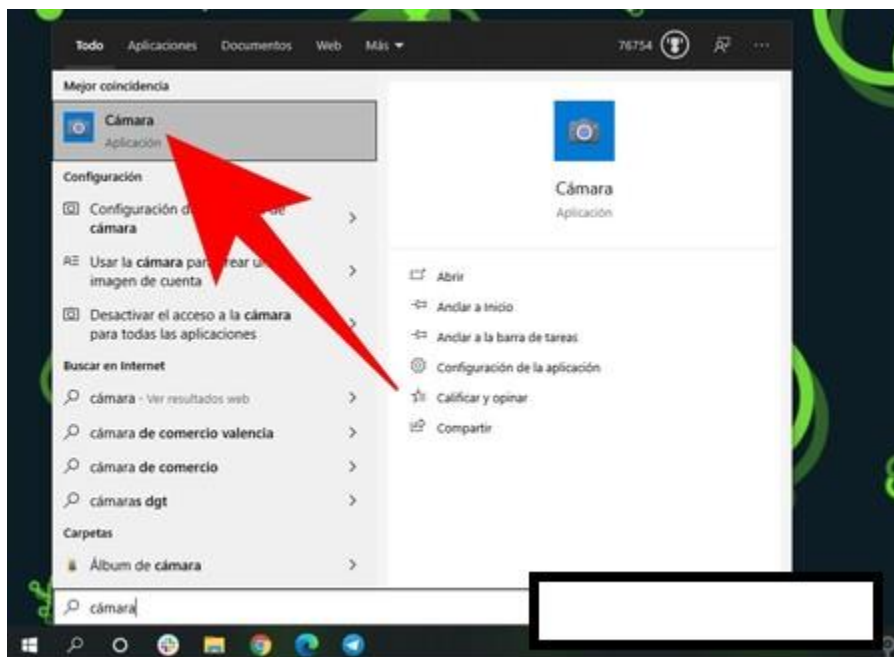 Todo Aplicaciones Documentos Web Más 76754
Mejor coincidencia
Cámara
Aplicación
Configuración
Configuración de
cámara
Usar la cámara para crear
imagen de cuenta
Desactivar el acceso a la cámara
para todas las aplicaciones
Buscar en Internet
cámara - Ver resultados web
cámara de comercio valencia
cámara de comercio
cámaras dgt
Carpetas
Álbum de cámara
cámara
Cámara
Aplicación
Abrir
Anclar a Inicio
Anclar a la barra de tareas
Configuración de la aplicación
Calificar y opinar
Compartir